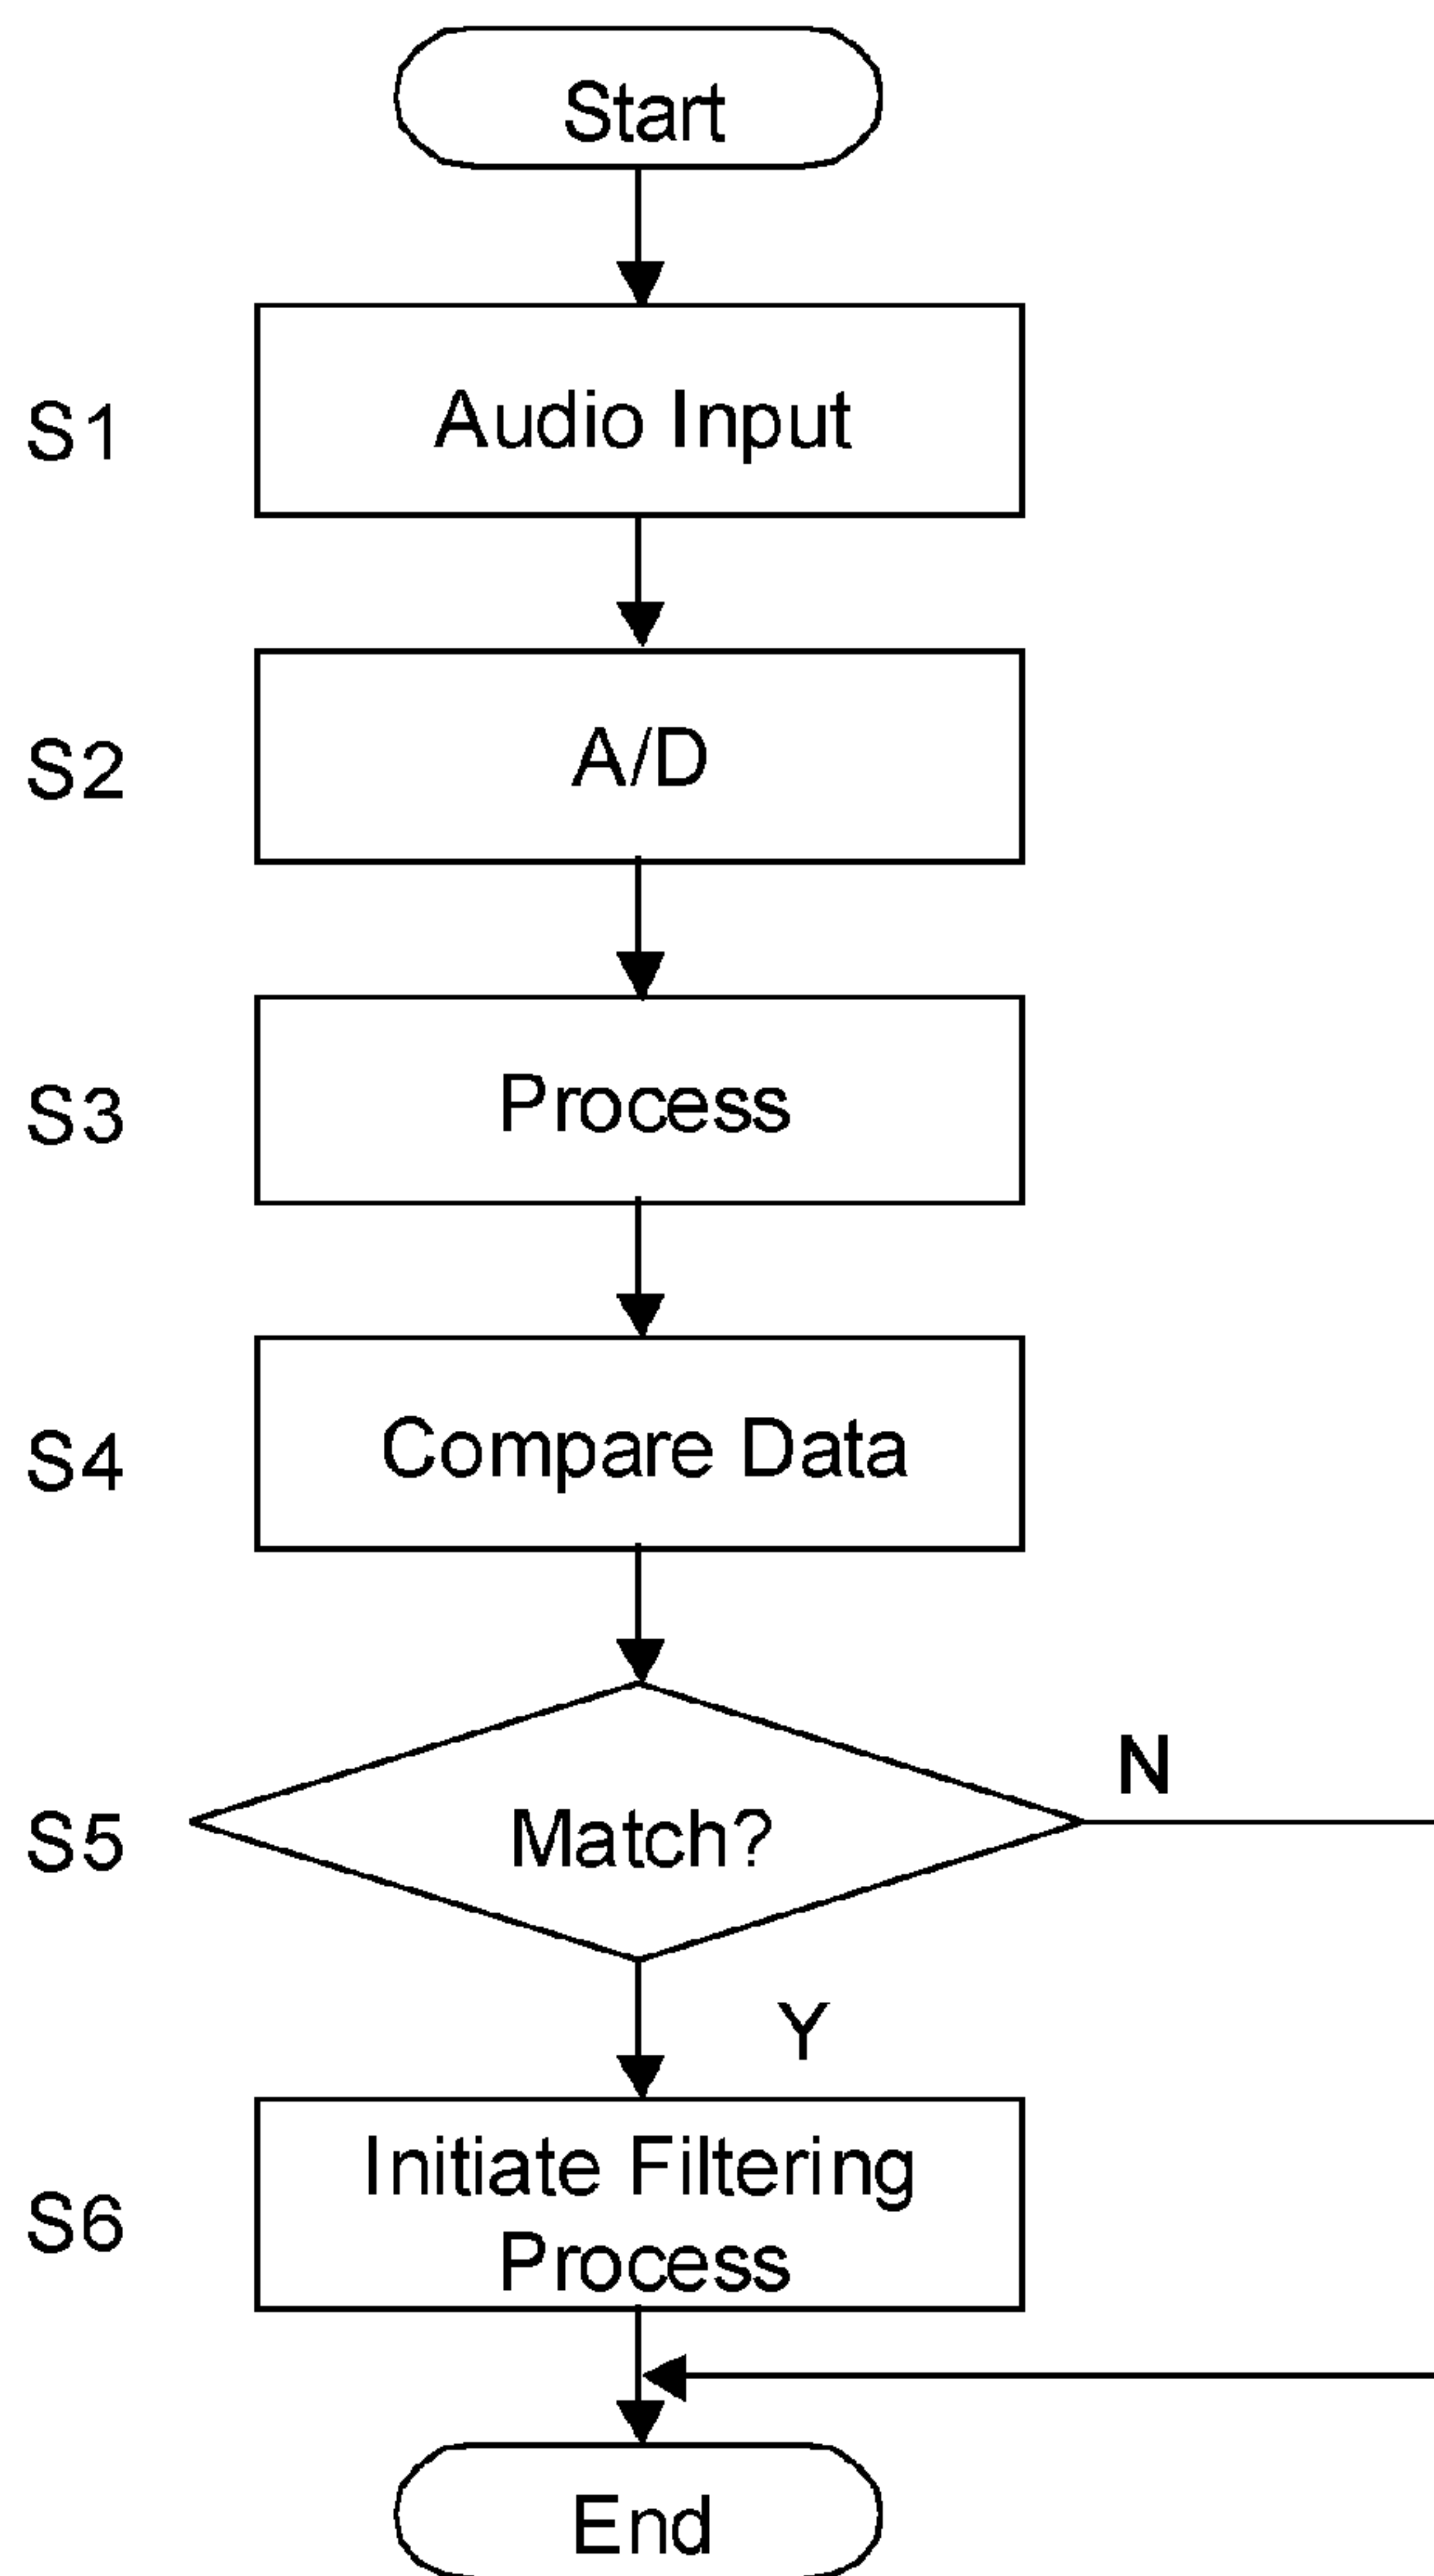 Start
S1
Audio Input
S2
A/D
S3
Process
S4
Compare Data
S5
Match?
N
Y
S6
Initiate Filtering
Process
End